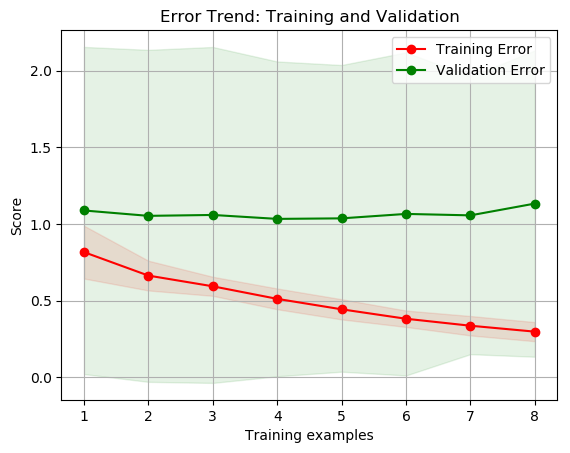 Error Trend: Training and Validation
Training Error
Validation Error
2.0
1.5
1.0
0.5
0.0
Score
1 2 3 4 5 6 7 8
Training examples